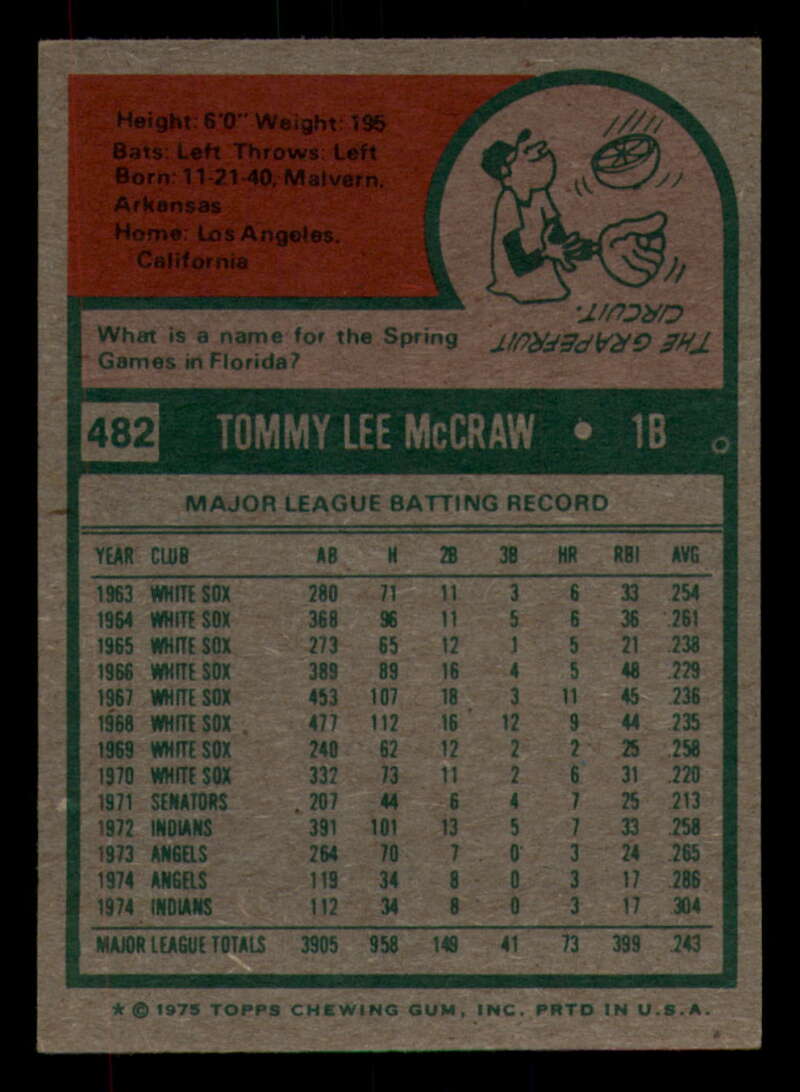 Height: 6'0" Weight: 195
Bats: Left Throws: Left
Born: 11-21-40, Malvern,
Arkansas
Home: Los Angeles,
California
What is a name for the Spring
Games in Florida?
THE GRAPEFRUIT
CIRCUIT.
482 TOMMY LEE McCRAW • 1B
MAJOR LEAGUE BATTING RECORD
YEAR CLUB AB H 2B 3B HR RBI AVG
1963 WHITE SOX 280 71 11 3 6 33 .254
1964 WHITE SOX 368 96 11 5 6 36 .261
1965 WHITE SOX 273 65 12 1 5 21 .238
1966 WHITE SOX 389 89 16 4 5 48 .229
1967 WHITE SOX 453 107 18 3 11 45 .236
1968 WHITE SOX 477 112 16 12 9 44 .235
1969 WHITE SOX 240 62 12 2 2 25 .258
1970 WHITE SOX 332 73 11 2 6 31 .220
1971 SENATORS 207 44 6 4 7 25 .213
1972 INDIANS 391 101 13 5 7 33 .258
1973 ANGELS 264 70 7 0 3 24 .265
1974 ANGELS 119 34 8 0 3 17 .286
1974 INDIANS 112 34 8 0 3 17 .304
MAJOR LEAGUE TOTALS 3905 958 149 41 73 399 .243
* © 1975 TOPPS CHEWING GUM, INC. PRTD IN U.S.A.